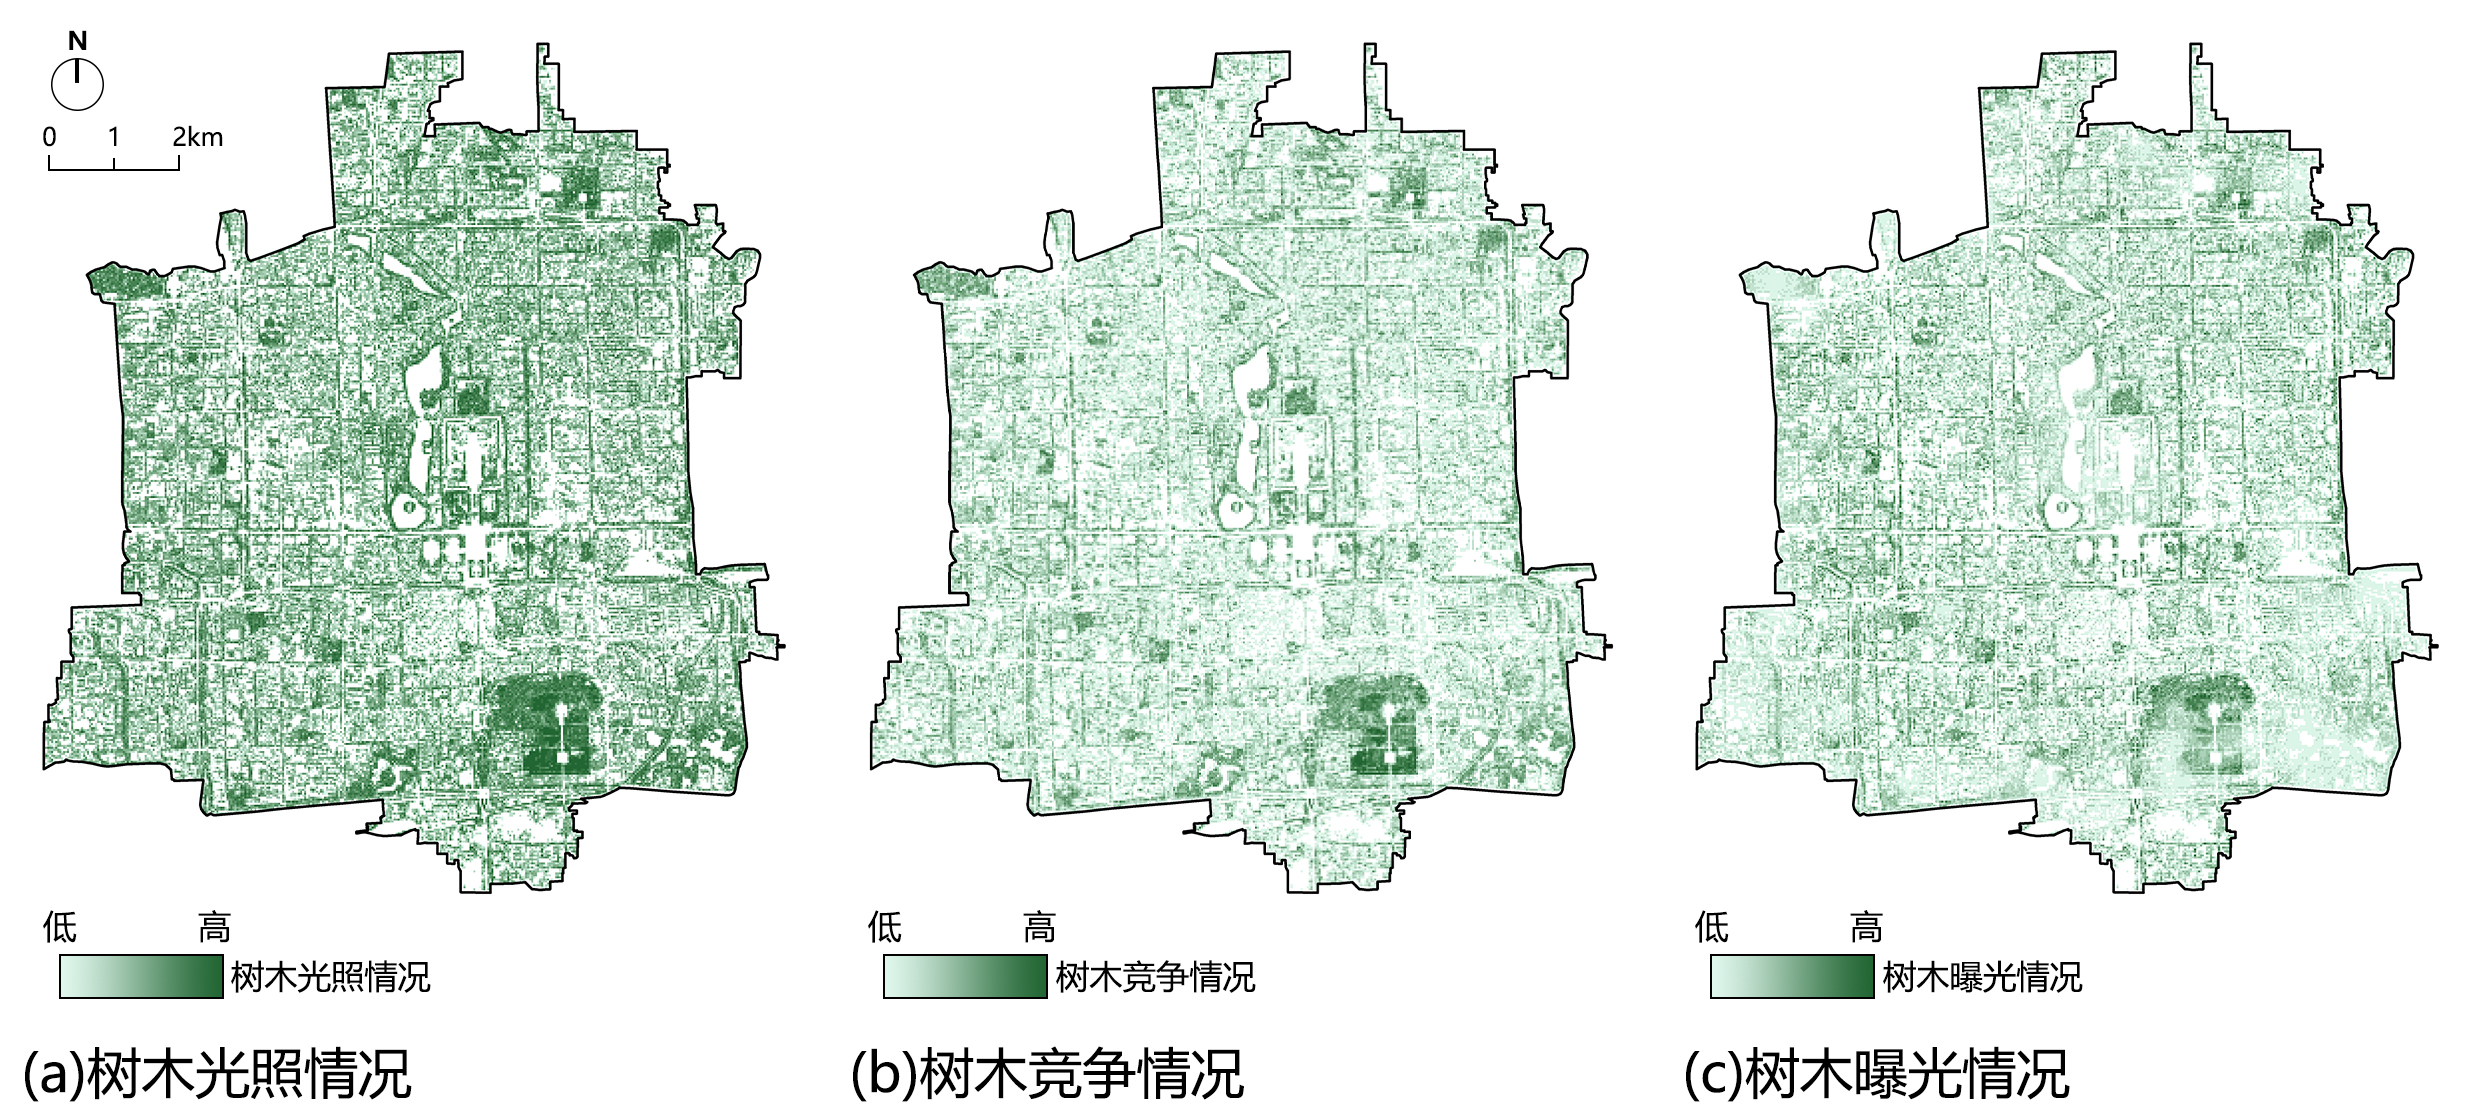 N
0 1 2km
低 高
树木光照情况
(a)树木光照情况
低 高
树木竞争情况
(b)树木竞争情况
低 高
树木曝光情况
(c)树木曝光情况